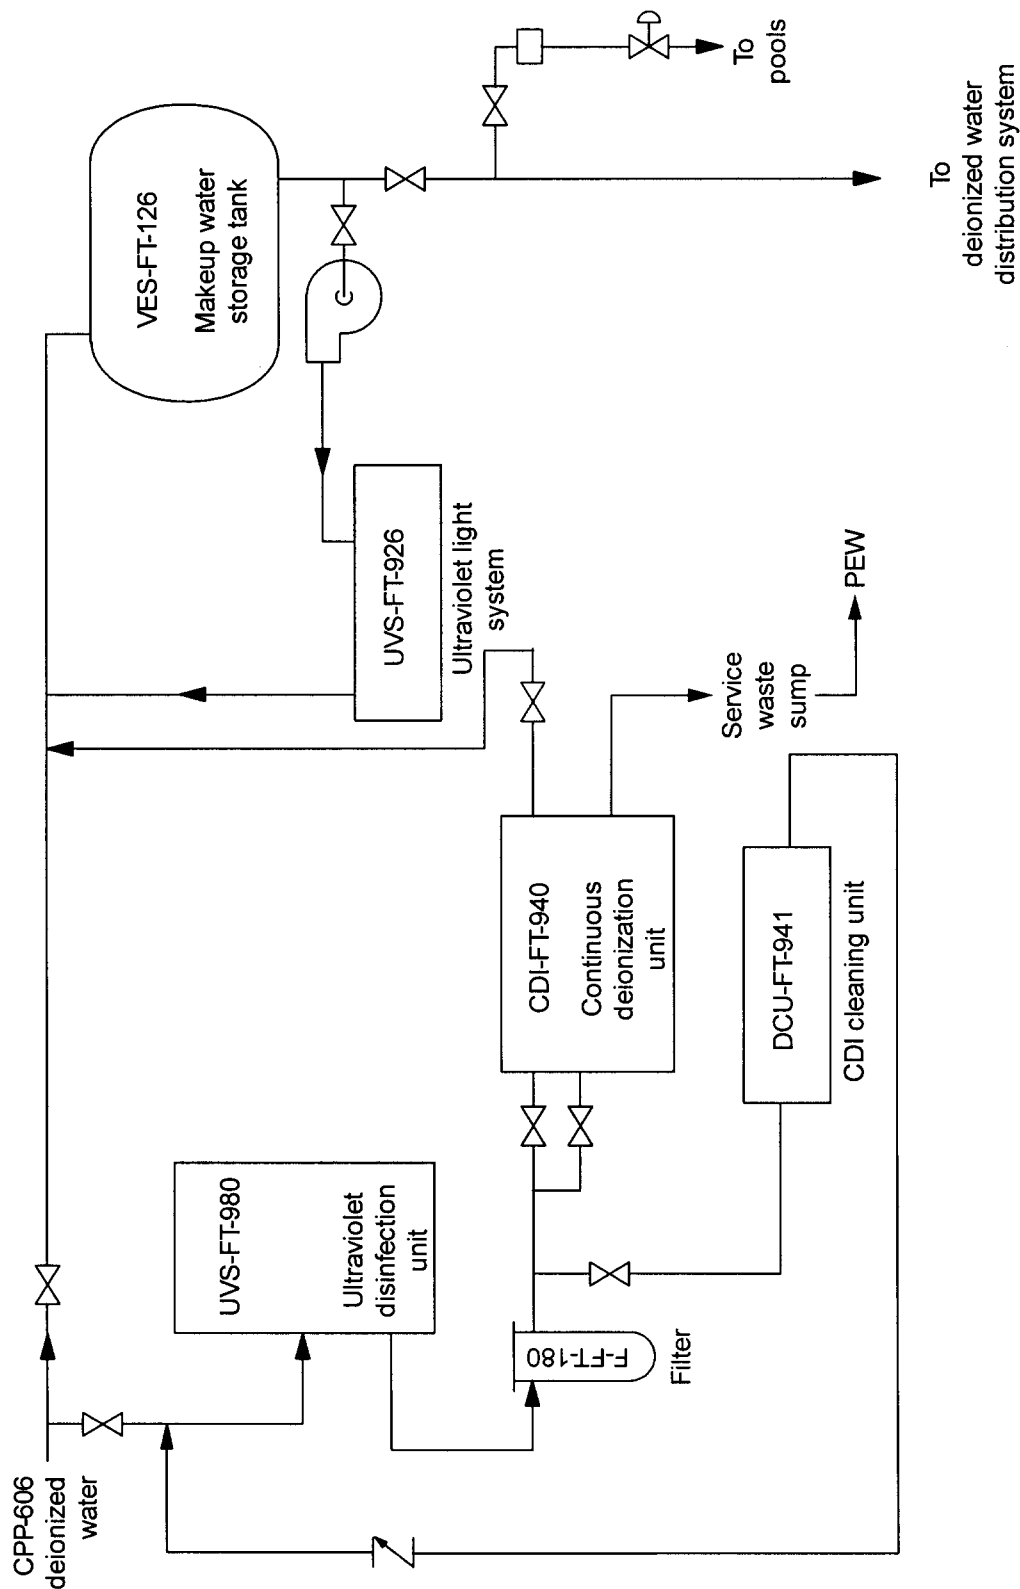 CPP-606
deionized
water
UVS-FT-980
Ultraviolet
disinfection
unit
F-FT-180
Filter
CDI-FT-940
Continuous
deionization
unit
DCU-FT-941
CDI cleaning unit
Service
waste
sump
PEW
UVS-FT-926
Ultraviolet light
system
VES-FT-126
Makeup water
storage tank
To
pools
To
deionized water
distribution system